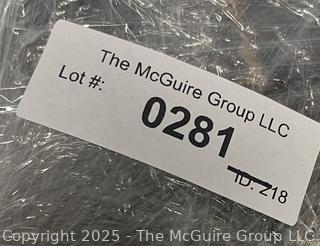 The McGuire Group LLC
Lot #:
0281
ID: 218
Copyright 2025 - The McGuire Group LLC